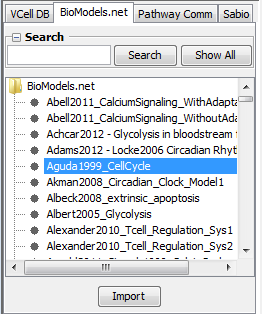 VCell DB BioModels.net Pathway Comm Sabio
Search
Search Show All
BioModels.net
Abell2011_CalciumSignaling_WithAdapta
Abell2011_CalciumSignaling_WithoutAda
Achcar2012 - Glycolysis in bloodstream f
Adams2012 - Locke2006 Circadian Rhyt
Aguda1999_CellCycle
Akman2008_Circadian_Clock_Model1
Albeck2008_extrinsic_apoptosis
Albert2005_Glycolysis
Alexander2010_Tcell_Regulation_Sys1
Alexander2010_Tcell_Regulation_Sys2
Import